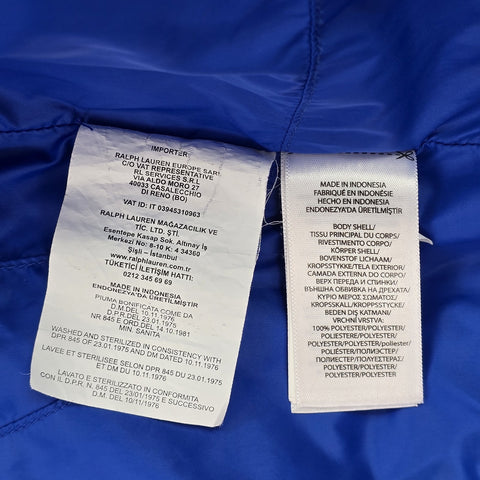 IMPORTER:
RALPH LAUREN EUROPE SARL
C/O VAT REPRESENTATIVE
RL SERVICES S.R.L
VIA ALDO MORO 27
40033 CASALECCHIO
DI RENO (BO)
VAT ID: IT 03945310963
RALPH LAUREN MAGAZACILIK VE
TİC. LTD. ŞTİ.
Esentepe Kasap Sok. Altınay İş
Merkezi No: 8-10 K: 4 34360
Şişli - İstanbul
www.ralphlauren.com
TÜKETİCİ İLETİŞİM HATTI:
0212 345 69 69
MADE IN INDONESIA
ENDONEZYA'DA ÜRETİLMİŞTİR
PIUMA BONIFICATA COME DA
D.M DEL 10.11.1976
D.P.R. DEL 23.01.1975
NR 845 E ORD DEL 14.10.1981
MIN. SANITA
WASHED AND STERILIZED IN CONSISTENCY WITH
DPR 845 OF 23.01.1975 AND DM DATED 10.11.1976
LAVEE ET STERILISEE SELON DPR 845 DU 23.01.1975
ET DM DU 10.11.1976
LAVATO E STERILIZZATO IN CONFORMITA
CON IL D.P.R. N. 845 DEL 23/01/1975 E SUCCESSIVO
D.M. DEL 10/11/1976
MADE IN INDONESIA
FABRIQUÉ EN INDONÉSIE
HECHO EN INDONESIA
ENDONEZYA'DA ÜRETİLMİŞTİR
BODY SHELL/
TISSU PRINCIPAL DU CORPS/
RIVESTIMENTO CORPO/
KÖRPER SHELL/
BOVENSTOF LICHAAM/
KROPSSTYKKE/TELA EXTERIOR/
CAMADA EXTERNA DO CORPO/
ВЕРХ ПЕРЕДА И СПИНКИ/
ВЪНШНА ОБВИВКА НА ДРЕХАТА/
ΚΥΡΙΟ ΜΕΡΟΣ ΣΩΜΑΤΟΣ/
KROSSKALL/KROPPSSTYCKE/
BEDEN DIŞ KATMANI/
VRCHNÍ VRSTVA:
100% POLYESTER/POLYESTER/
POLIESTERE/POLYESTER/
POLYESTER/POLYESTER/poliéster/
POLIÉSTER/ПОЛИЭСТЕР/
ПОЛИЕСТЕР/ΠΟΛΥΕΣΤΕΡΑΣ/
POLYESTER/POLYESTER/
POLYESTER/POLYESTER